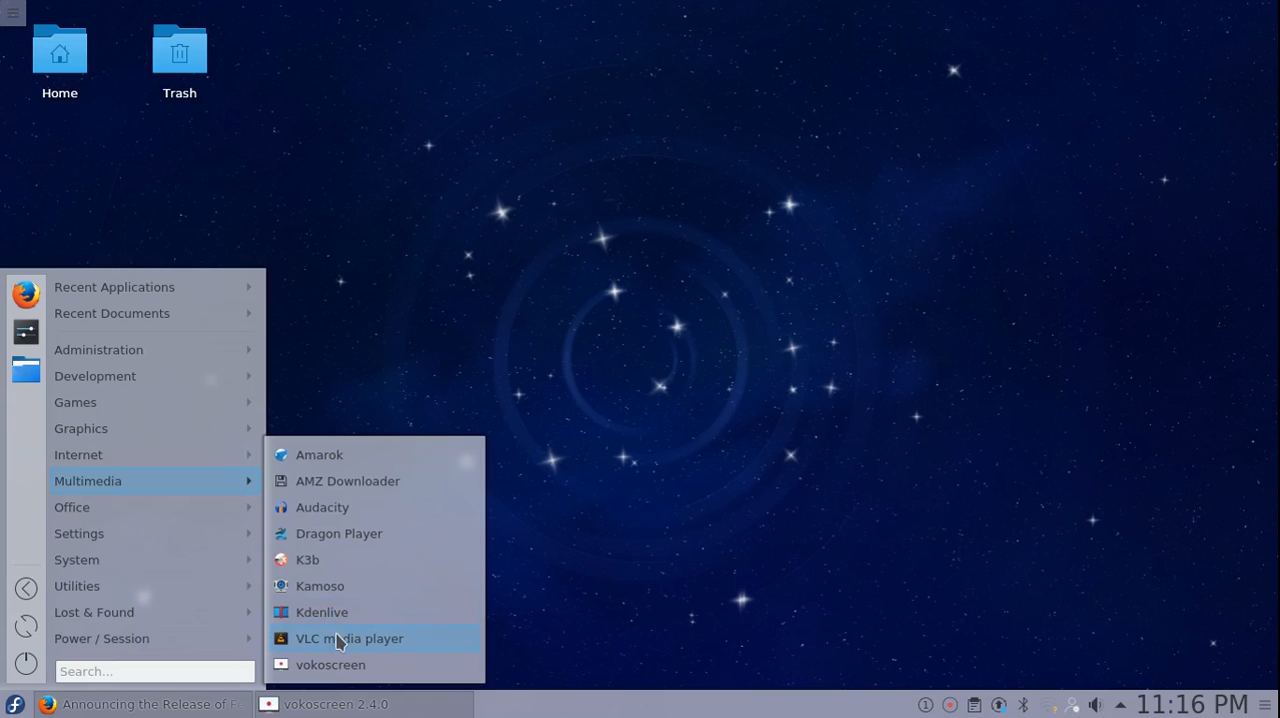 Home
Trash
Recent Applications
Recent Documents
Administration
Development
Games
Graphics
Internet
Multimedia
Office
Settings
System
Utilities
Lost & Found
Power / Session
Search...
Amarok
AMZ Downloader
Audacity
Dragon Player
K3b
Kamoso
Kdenlive
VLC media player
vokoscreen
Announcing the Release of Fe
vokoscreen 2.4.0
1
11:16 PM